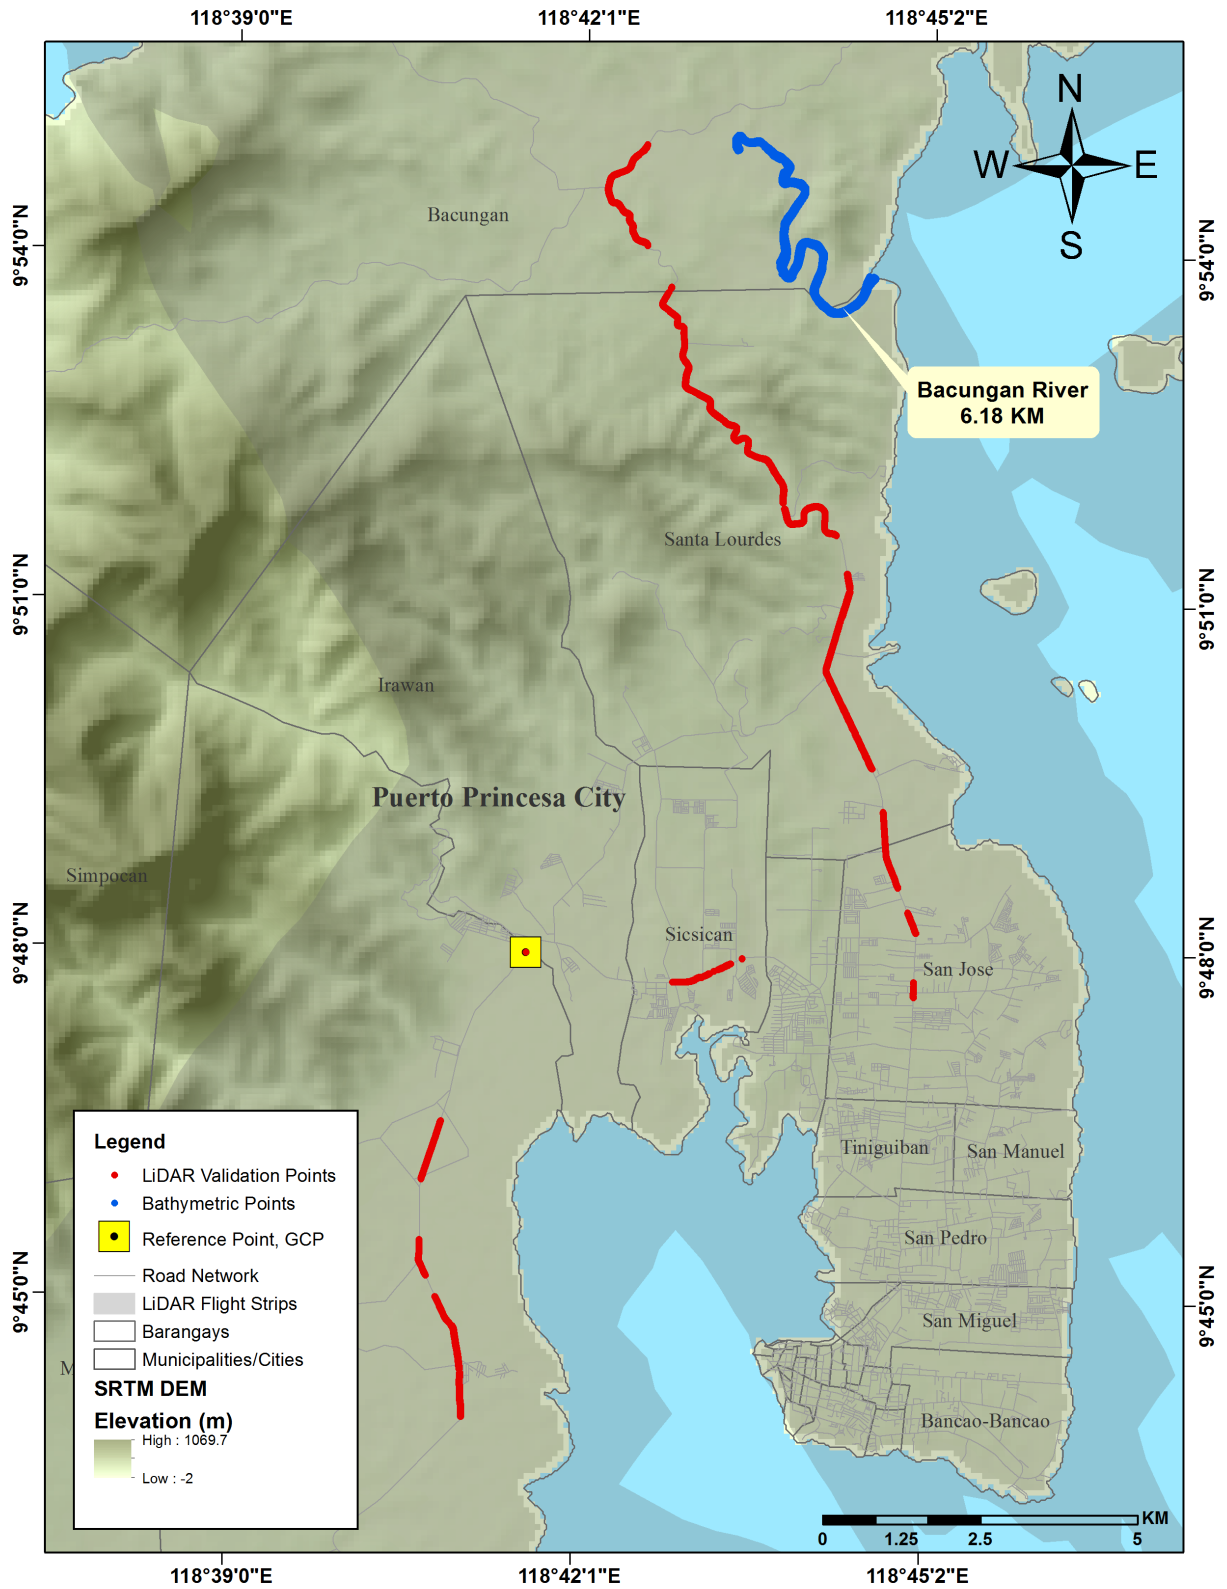 118°39'0"E
118°42'1"E
118°45'2"E
N
W E
S
9°54'0"N
9°54'0"N
Bacungan
Bacungan River
6.18 KM
Santa Lourdes
9°51'0"N
9°51'0"N
Irawan
Puerto Princesa City
Simpocan
Sicsican
San Jose
9°48'0"N
9°48'0"N
Tiniguiban
San Manuel
San Pedro
San Miguel
Bancao-Bancao
9°45'0"N
9°45'0"N
M
Legend
LiDAR Validation Points
Bathymetric Points
Reference Point, GCP
Road Network
LiDAR Flight Strips
Barangays
Municipalities/Cities
SRTM DEM
Elevation (m)
High : 1069.7
Low : -2
KM
0 1.25 2.5 5
118°39'0"E
118°42'1"E
118°45'2"E